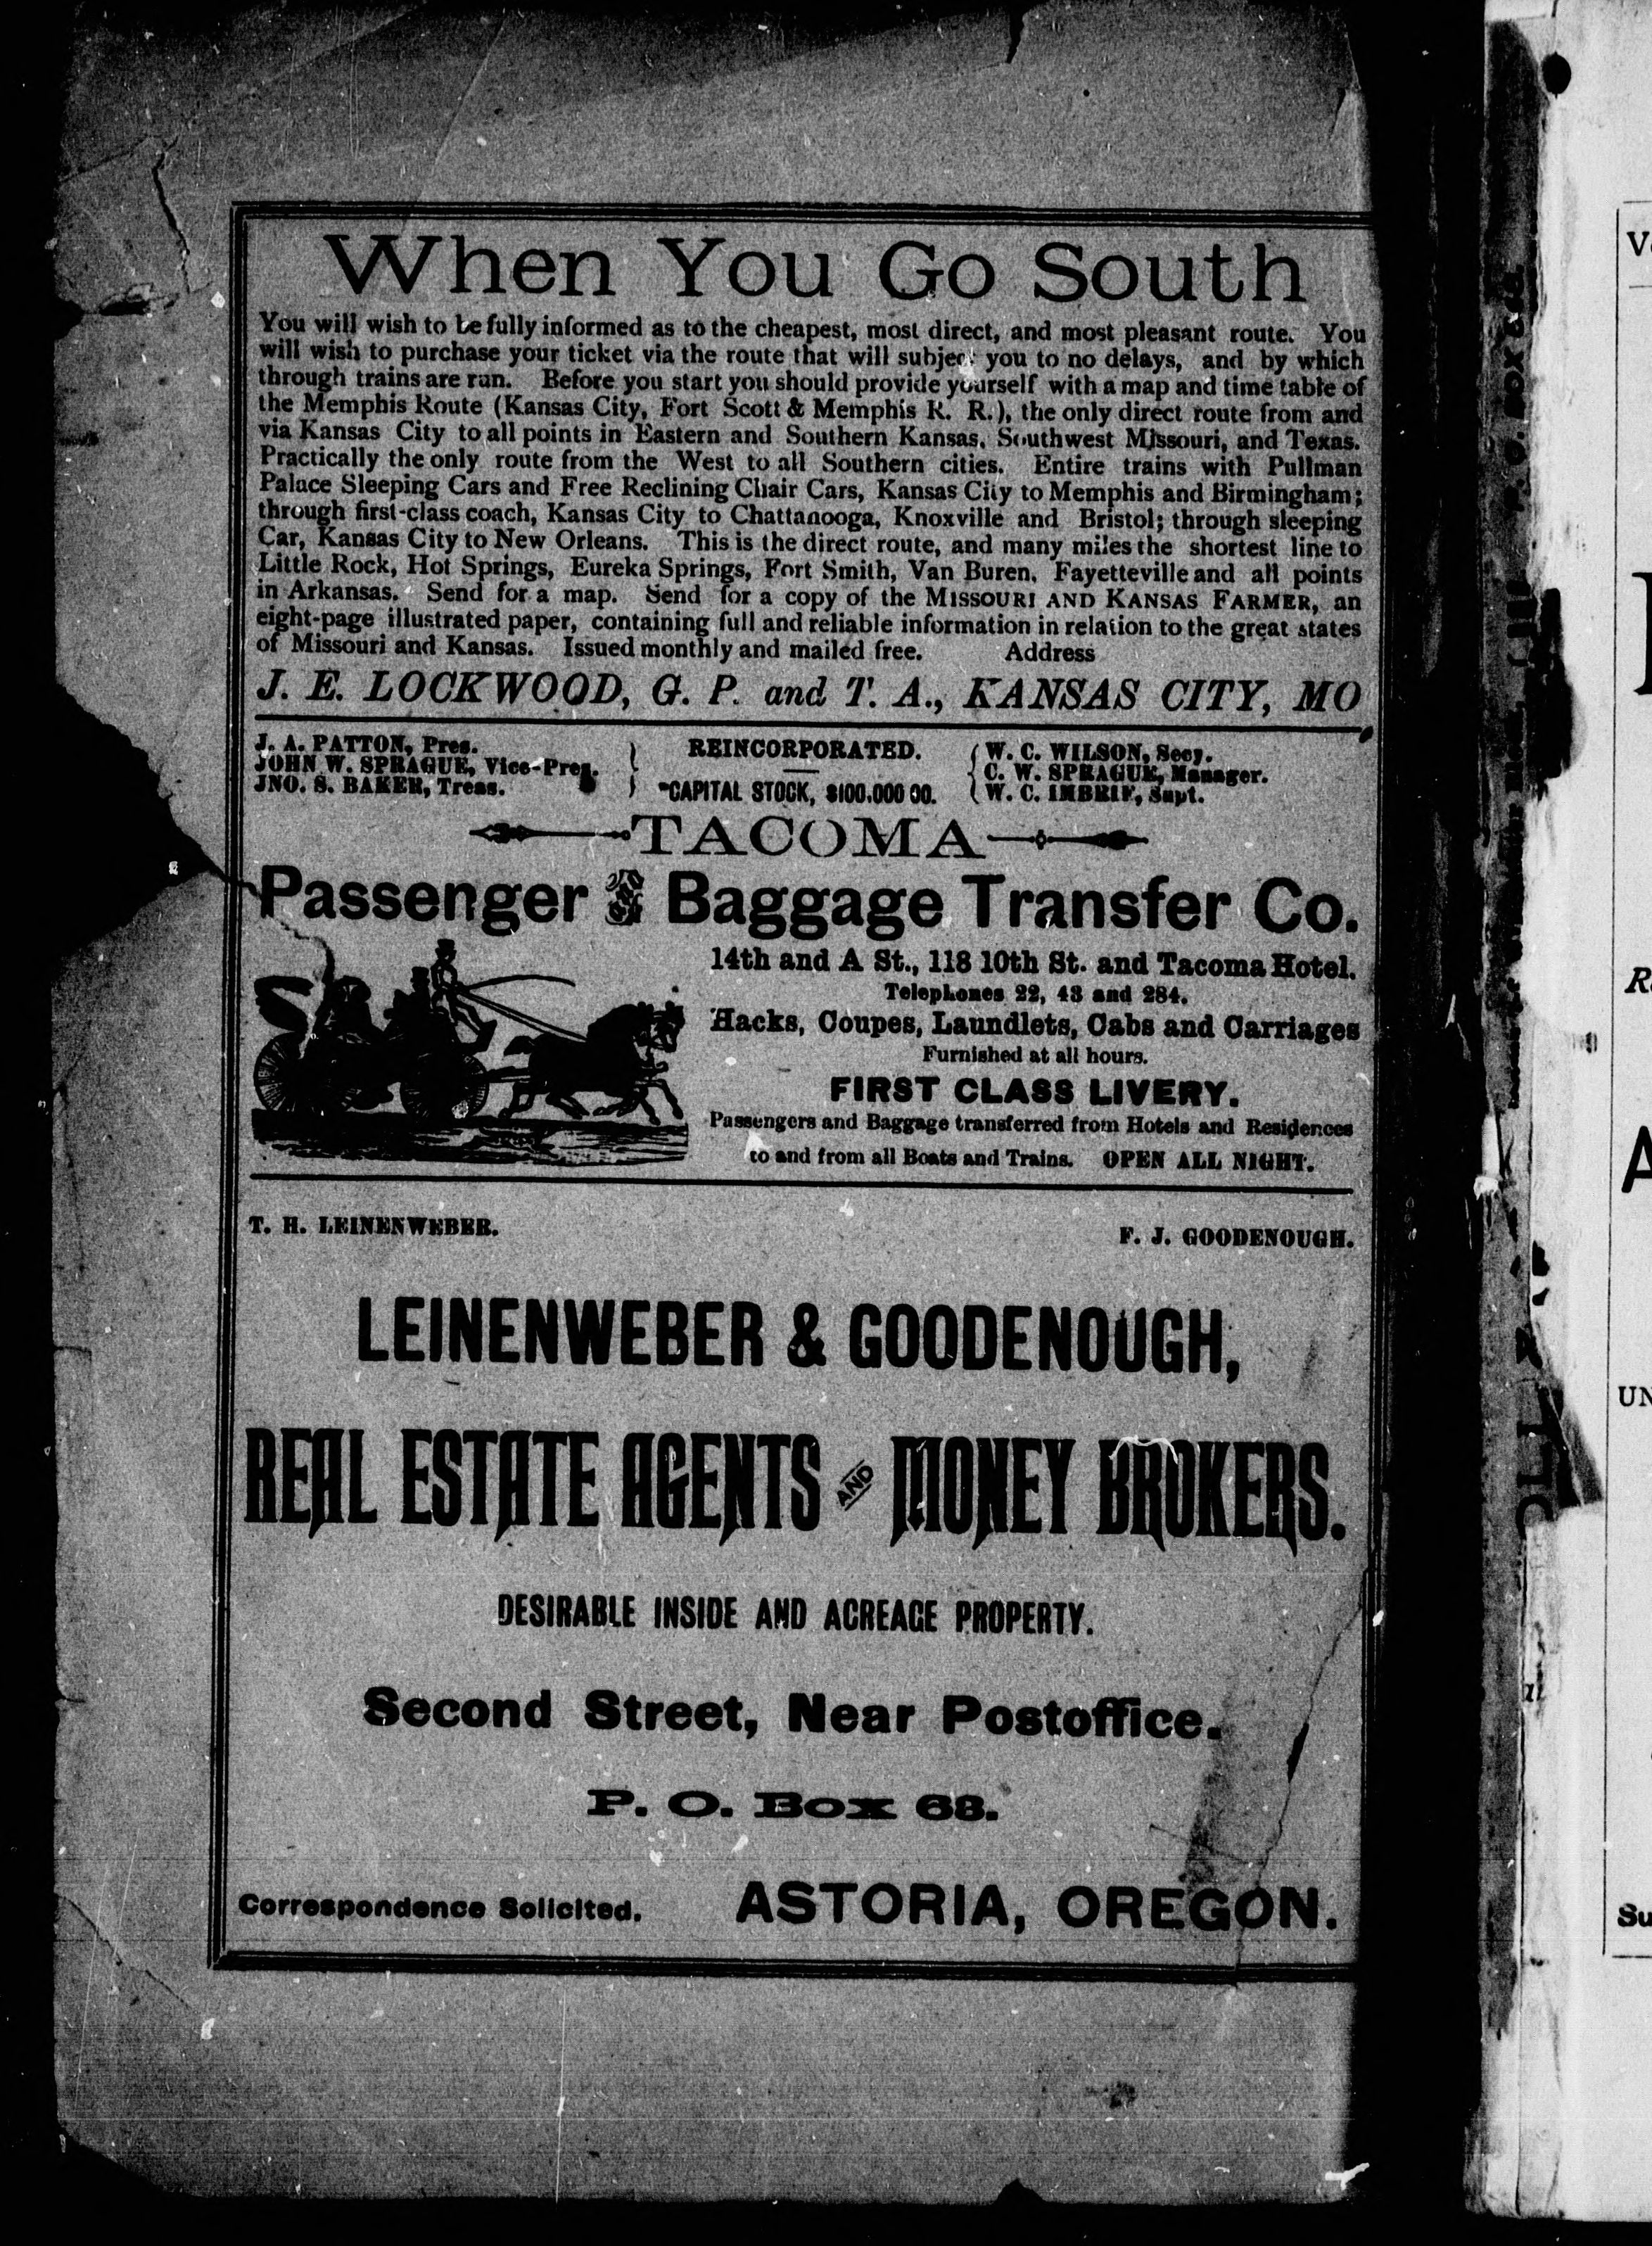 When You Go South
You will wish to be fully informed as to the cheapest, most direct, and most pleasant route. You
will wish to purchase your ticket via the route that will subject you to no delays, and by which
through trains are run. Before you start you should provide yourself with a map and time table of
the Memphis Route (Kansas City, Fort Scott & Memphis R. R.), the only direct route from and
via Kansas City to all points in Eastern and Southern Kansas, Southwest Missouri, and Texas.
Practically the only route from the West to all Southern cities. Entire trains with Pullman
Palace Sleeping Cars and Free Reclining Chair Cars, Kansas City to Memphis and Birmingham;
through first-class coach, Kansas City to Chattanooga, Knoxville and Bristol; through sleeping
Car, Kansas City to New Orleans. This is the direct route, and many miles the shortest line to
Little Rock, Hot Springs, Eureka Springs, Fort Smith, Van Buren, Fayetteville and all points
in Arkansas. Send for a map. Send for a copy of the MISSOURI AND KANSAS FARMER, an
eight-page illustrated paper, containing full and reliable information in relation to the great states
of Missouri and Kansas. Issued monthly and mailed free. Address
J. E. LOCKWOOD, G. P. and T. A., KANSAS CITY, MO
J. A. PATTON, Pres.
JOHN W. SPRAGUE, Vice-Pres.
JNO. S. BAKER, Treas.
REINCORPORATED.
CAPITAL STOCK, $100,000 00.
W. C. WILSON, Secy.
C. W. SPRAGUE, Manager.
W. C. IMBRIE, Supt.
TACOMA
Passenger & Baggage Transfer Co.
14th and A St., 118 10th St. and Tacoma Hotel.
Telephones 22, 43 and 284.
Hacks, Coupes, Laundlets, Cabs and Carriages
Furnished at all hours.
FIRST CLASS LIVERY.
Passengers and Baggage transferred from Hotels and Residences
to and from all Boats and Trains. OPEN ALL NIGHT.
T. H. LEINENWEBER. F. J. GOODENOUGH.
LEINENWEBER & GOODENOUGH,
REAL ESTATE AGENTS AND MONEY BROKERS.
DESIRABLE INSIDE AND ACREAGE PROPERTY.
Second Street, Near Postoffice.
P. O. Box 63.
Correspondence Solicited. ASTORIA, OREGON.